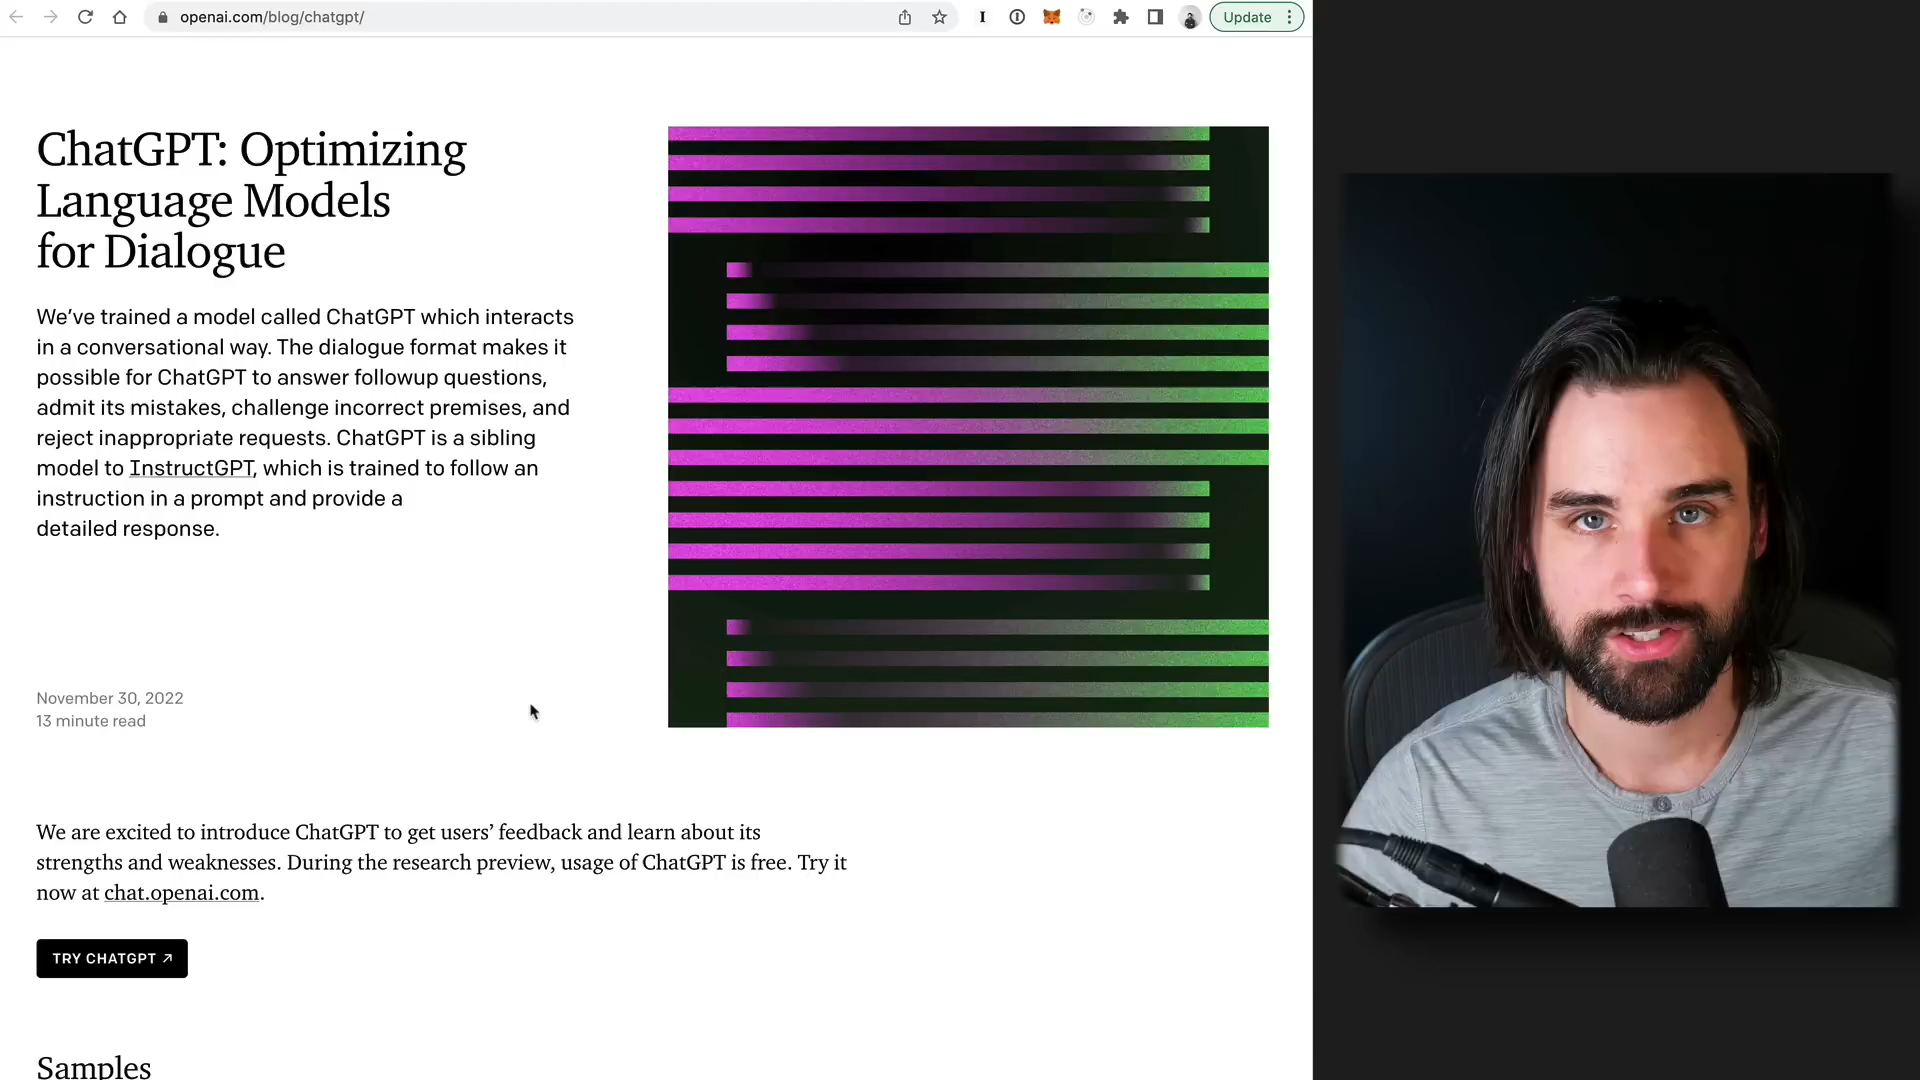 openai.com/blog/chatgpt/
Update
ChatGPT: Optimizing
Language Models
for Dialogue
We’ve trained a model called ChatGPT which interacts
in a conversational way. The dialogue format makes it
possible for ChatGPT to answer followup questions,
admit its mistakes, challenge incorrect premises, and
reject inappropriate requests. ChatGPT is a sibling
model to InstructGPT, which is trained to follow an
instruction in a prompt and provide a
detailed response.
November 30, 2022
13 minute read
We are excited to introduce ChatGPT to get users’ feedback and learn about its
strengths and weaknesses. During the research preview, usage of ChatGPT is free. Try it
now at chat.openai.com.
TRY CHATGPT ↗
Samples